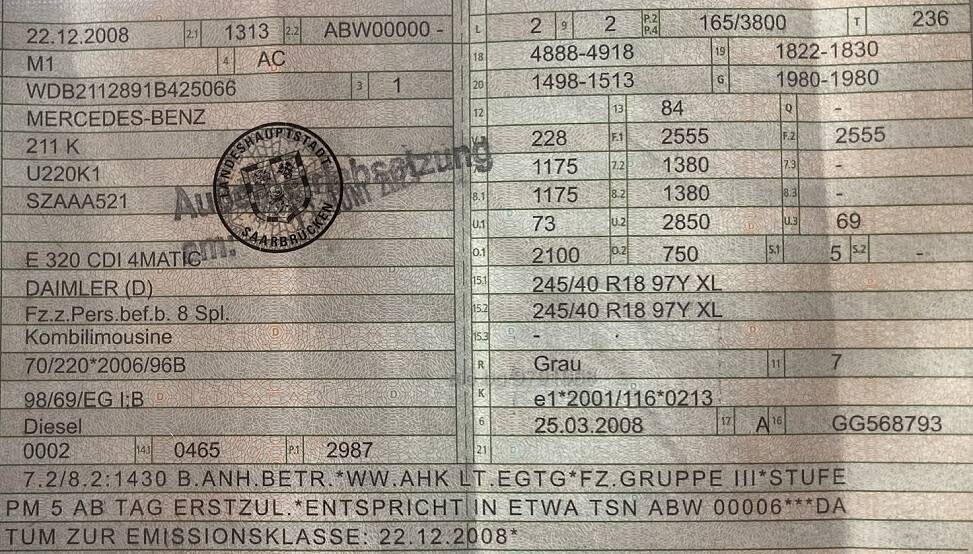 22.12.2008 2.1 1313 2.2 ABW00000 -
M1 4 AC
WDB2112891B425066 3 1
MERCEDES-BENZ
211 K
U220K1
SZAAA521
E 320 CDI 4MATIC
DAIMLER (D)
Fz.z.Pers.bef.b. 8 Spl.
Kombilimousine
70/220*2006/96B
98/69/EG I;B
Diesel
0002 14.1 0465 P.1 2987
LANDESHAUPTSTADT
SAARBRÜCKEN
L 2 9 2 P.2 P.4 165/3800 T 236
18 4888-4918 19 1822-1830
20 1498-1513 G 1980-1980
12 13 84 Q -
228 F.1 2555 F.2 2555
1175 7.2 1380 7.3 -
8.1 1175 8.2 1380 8.3 -
U.1 73 U.2 2850 U.3 69
O.1 2100 O.2 750 S.1 5 S.2 -
15.1 245/40 R18 97Y XL
15.2 245/40 R18 97Y XL
15.3 -
R Grau 11 7
K e1*2001/116*0213
6 25.03.2008 17 A 16 GG568793
21
7.2/8.2:1430 B.ANH.BETR.*WW.AHK LT.EGTG*FZ.GRUPPE III*STUFE
PM 5 AB TAG ERSTZUL.*ENTSPRICHT IN ETWA TSN ABW 00006***DA
TUM ZUR EMISSIONSKLASSE: 22.12.2008*